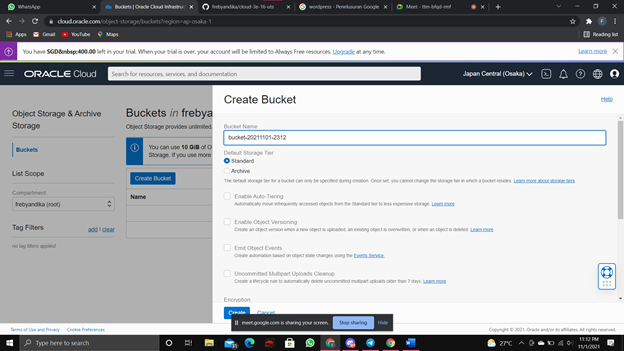 WhatsApp
Buckets | Oracle Cloud Infrastruc
frebyandika/cloud-3e-16-uts
wordpress - Penelusuran Google
Meet - ttm-bfqd-mtf
cloud.oracle.com/object-storage/buckets?region=ap-osaka-1
Apps
Gmail
YouTube
Maps
Reading list
You have SGD&nbsp;400.00 left in your trial. When your trial is over, your account will be limited to Always Free resources. Upgrade at any time.
Learn more
ORACLE Cloud
Search for resources, services, and documentation
Japan Central (Osaka)
Object Storage & Archive
Storage
Buckets
List Scope
Compartment
frebyandika (root)
Tag Filters
add | clear
no tag filters applied
Buckets in freby
Object Storage provides unlimited
You can use 10 GiB of O
Storage. If you use more
Create Bucket
Name
Create Bucket
Help
Bucket Name
bucket-20211101-2312
Default Storage Tier
Standard
Archive
The default storage tier for a bucket can only be specified during creation. Once set, you cannot change the storage tier in which a bucket resides. Learn more about storage tiers
Enable Auto-Tiering
Automatically move infrequently accessed objects from the Standard tier to less expensive storage. Learn more
Enable Object Versioning
Create an object version when a new object is uploaded, an existing object is overwritten, or when an object is deleted. Learn more
Emit Object Events
Create automation based on object state changes using the Events Service.
Uncommitted Multipart Uploads Cleanup
Create a lifecycle rule to automatically delete uncommitted multipart uploads older than 7 days. Learn more
Encryption
Create
Cancel
meet.google.com is sharing your screen.
Stop sharing
Hide
Terms of Use and Privacy
Cookie Preferences
Copyright © 2021, Oracle and/or its affiliates. All rights reserved.
Type here to search
27°C
11:12 PM
11/1/2021